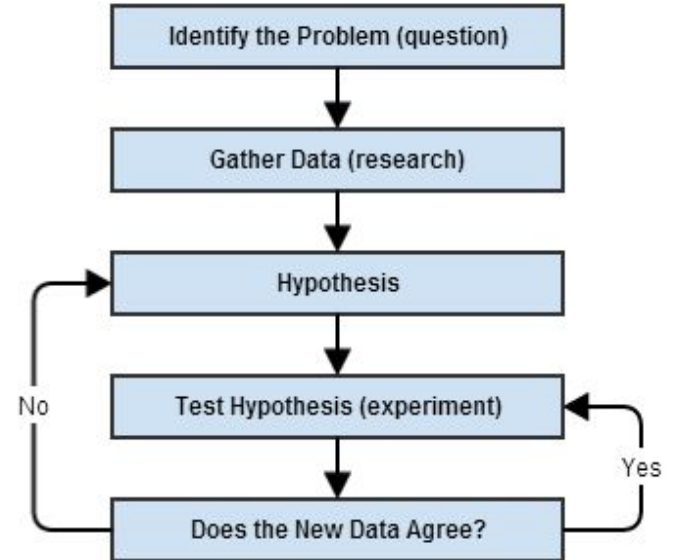 Identify the Problem (question)
Gather Data (research)
Hypothesis
Test Hypothesis (experiment)
No
Yes
Does the New Data Agree?